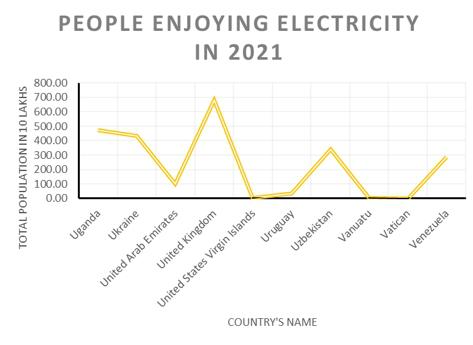 PEOPLE ENJOYING ELECTRICITY
IN 2021
TOTAL POPULATION IN 10 LAKHS
800.00
700.00
600.00
500.00
400.00
300.00
200.00
100.00
0.00
Uganda
Ukraine
United Arab Emirates
United Kingdom
United States Virgin Islands
Uruguay
Uzbekistan
Vanuatu
Vatican
Venezuela
COUNTRY'S NAME